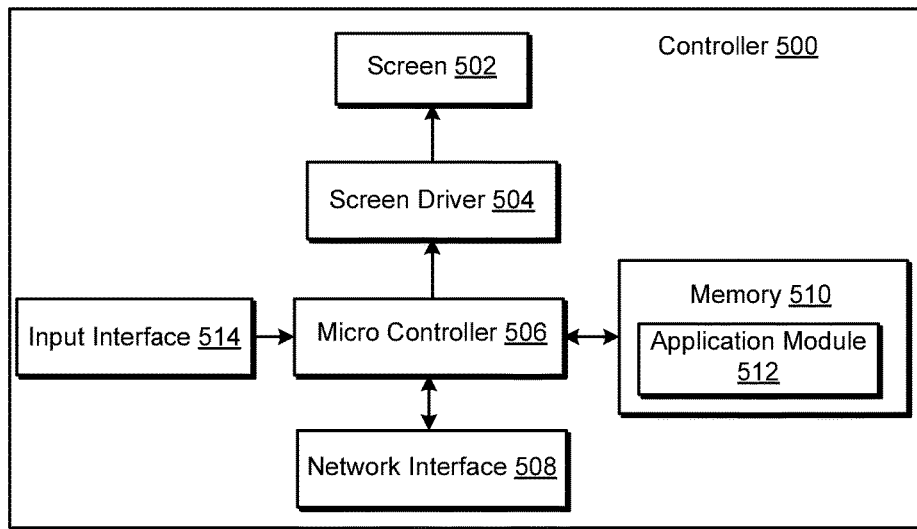 Controller 500
Screen 502
Screen Driver 504
Input Interface 514
Micro Controller 506
Memory 510
Application Module
512
Network Interface 508